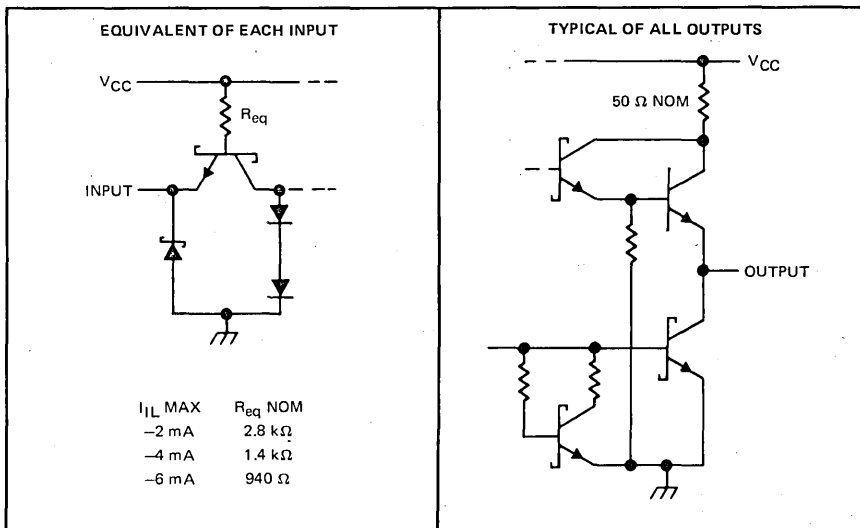 EQUIVALENT OF EACH INPUT
VCC
Req
INPUT
IIL MAX Req NOM
−2 mA 2.8 kΩ
−4 mA 1.4 kΩ
−6 mA 940 Ω
TYPICAL OF ALL OUTPUTS
VCC
50 Ω NOM
OUTPUT